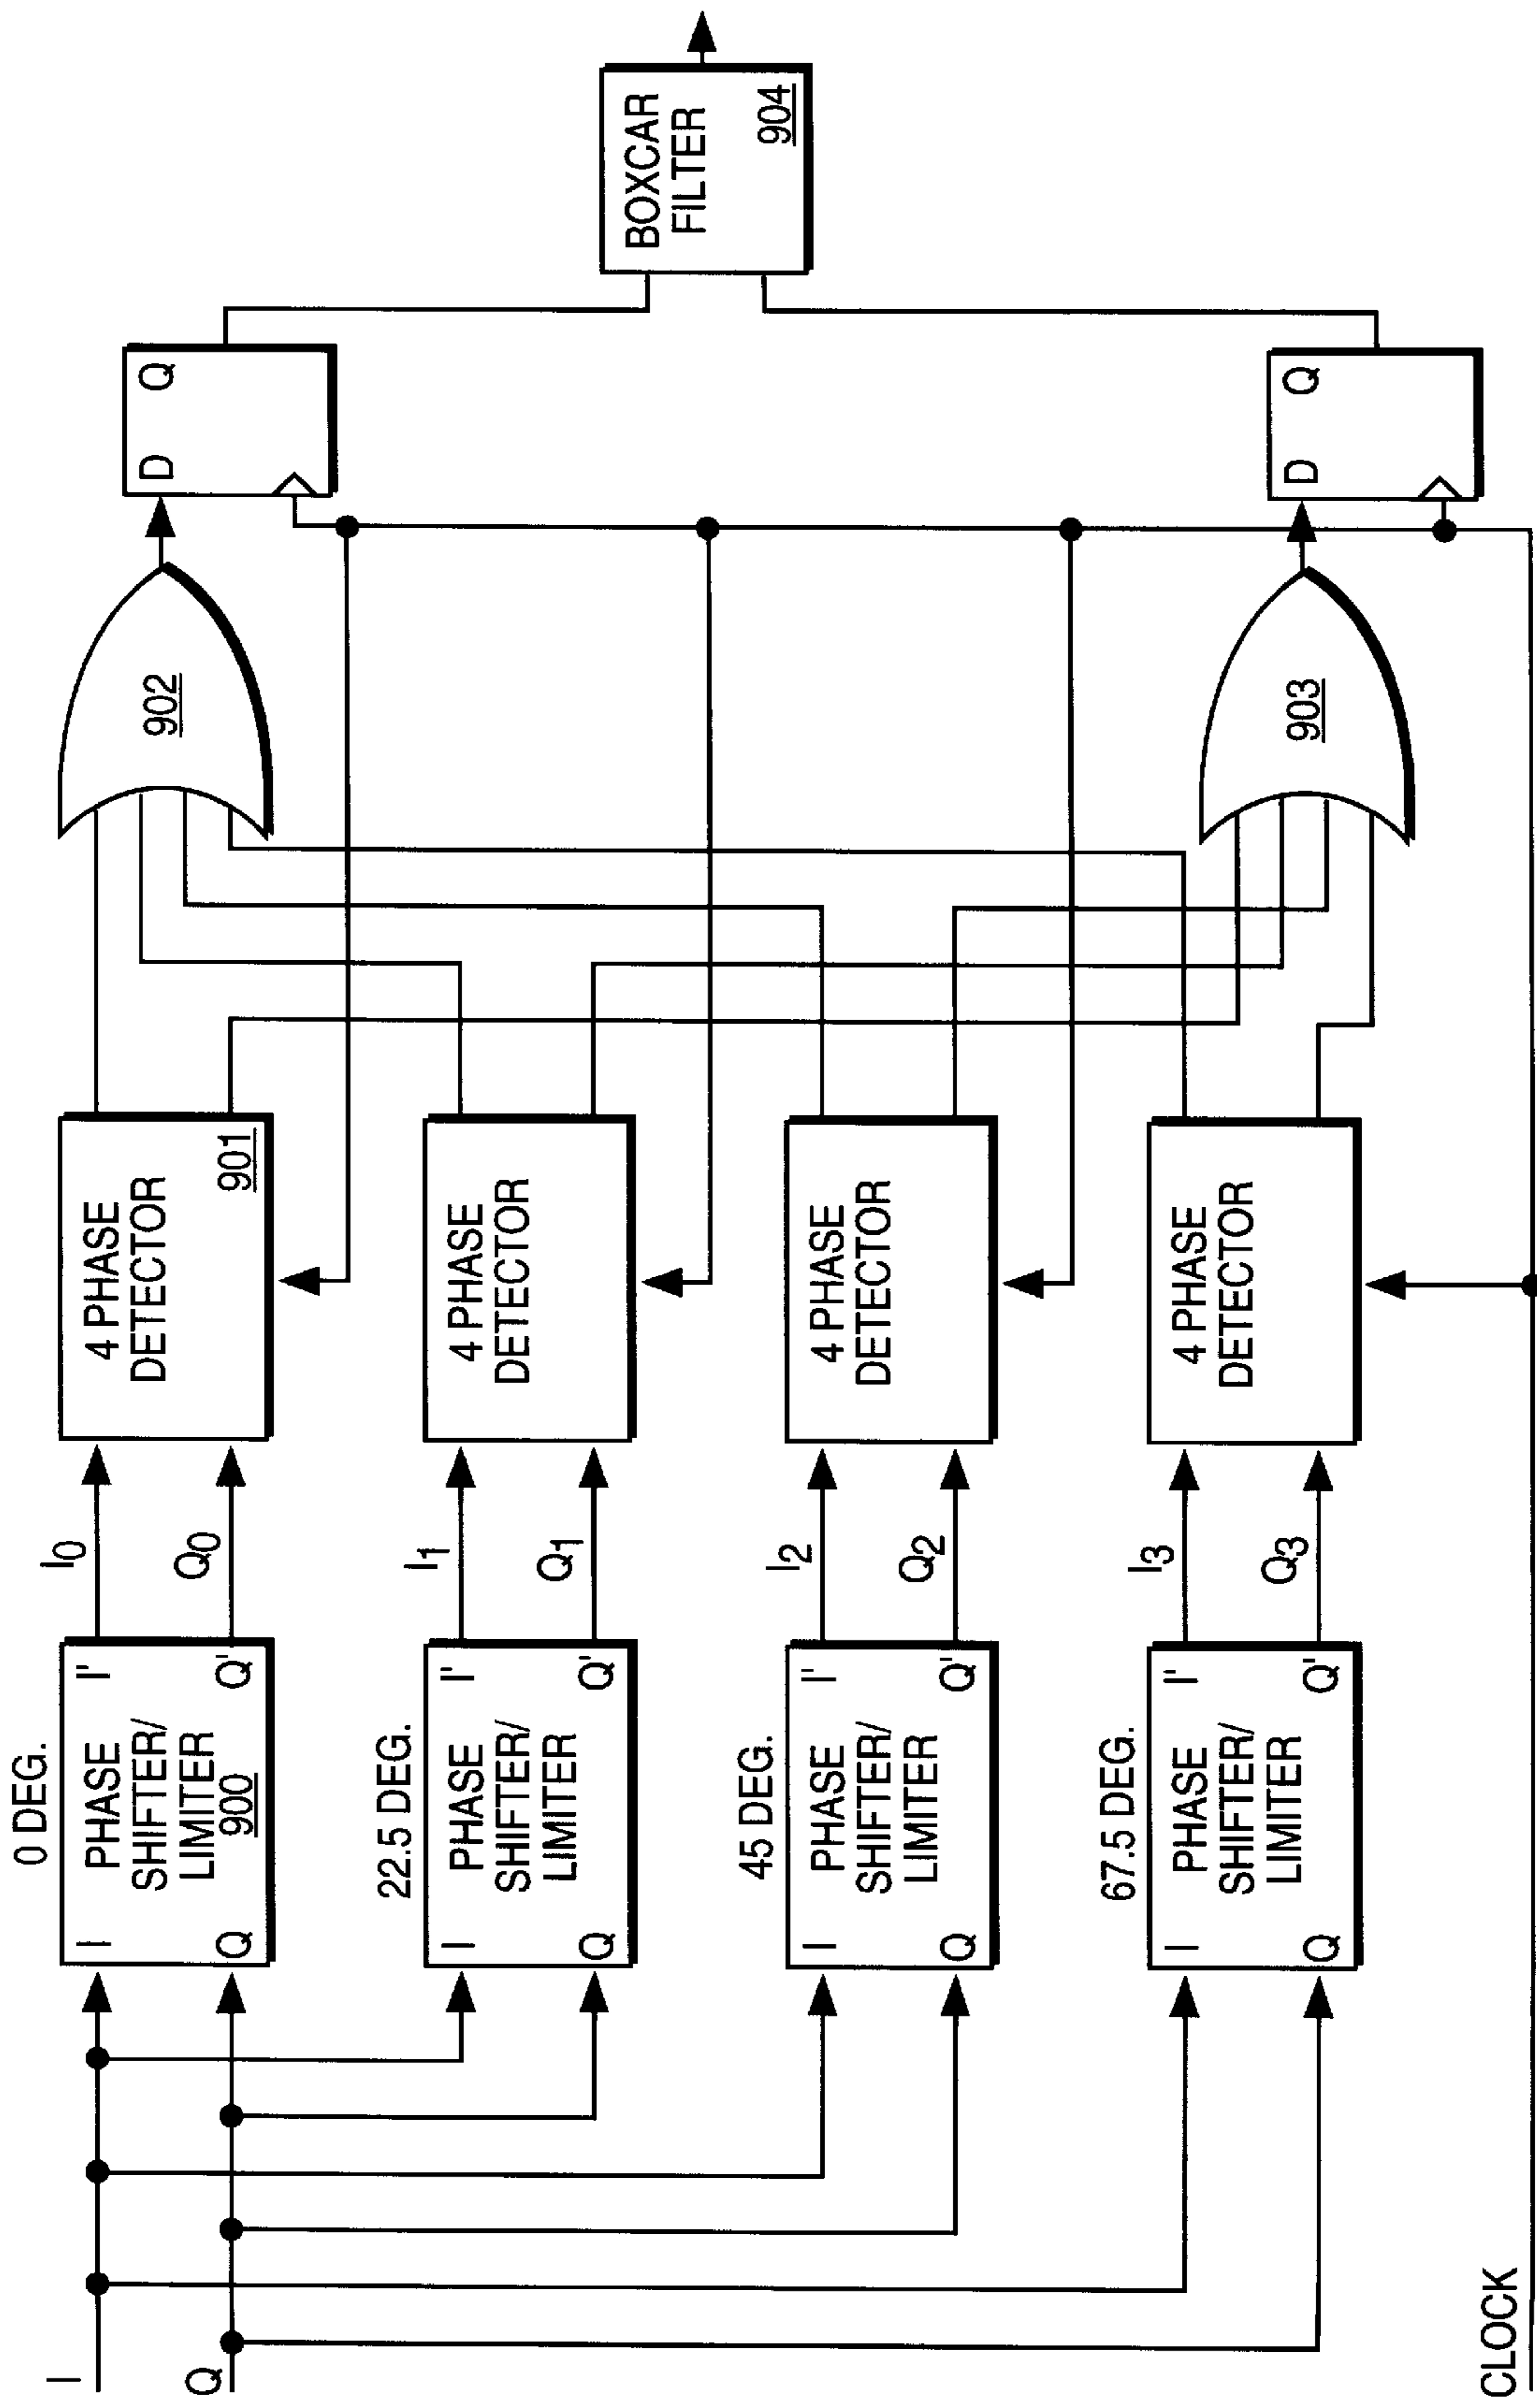 0 DEG.
I
I'
PHASE
SHIFTER/
LIMITER
900
Q
Q'
I0
Q0
4 PHASE
DETECTOR
901
902
D
Q
22.5 DEG.
I
I'
PHASE
SHIFTER/
LIMITER
Q
Q'
I1
Q1
4 PHASE
DETECTOR
45 DEG.
I
I'
PHASE
SHIFTER/
LIMITER
Q
Q'
I2
Q2
4 PHASE
DETECTOR
BOXCAR
FILTER
904
67.5 DEG.
I
I'
PHASE
SHIFTER/
LIMITER
Q
Q'
I3
Q3
4 PHASE
DETECTOR
903
D
Q
I
Q
CLOCK